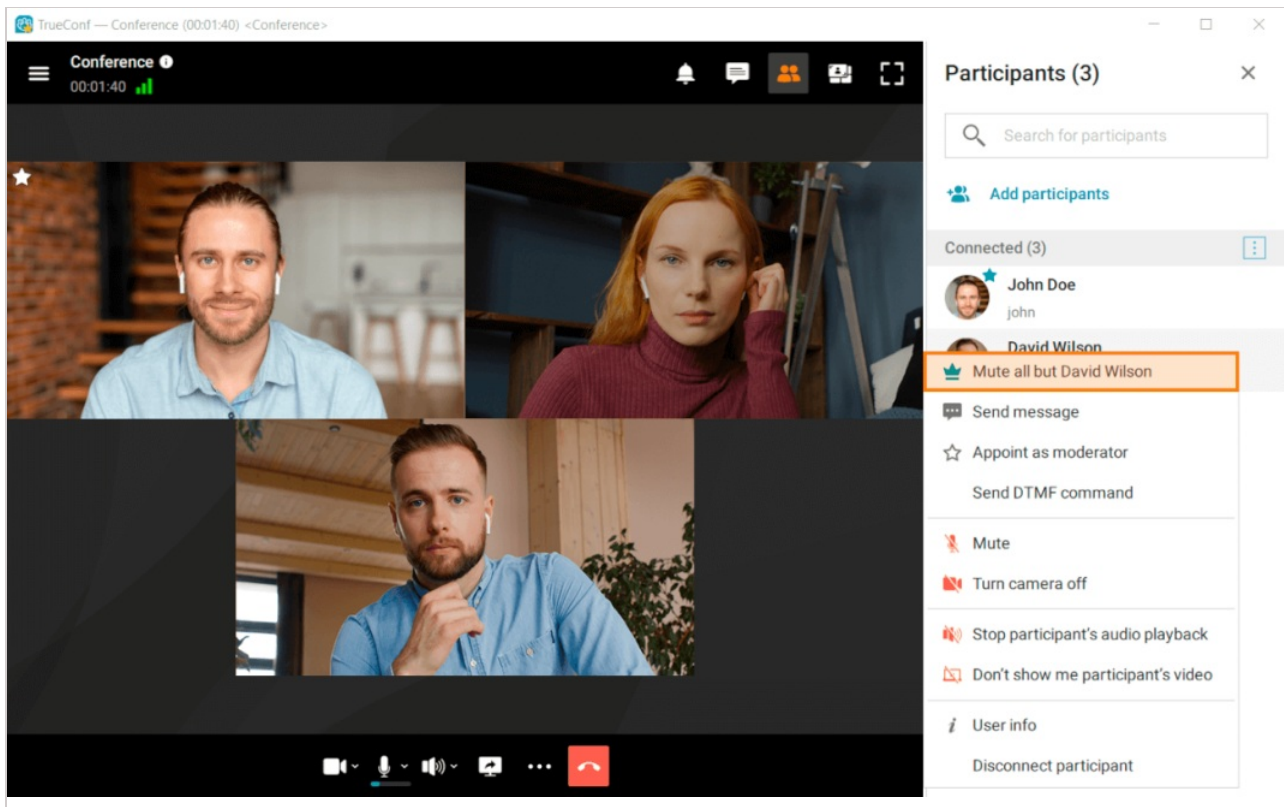 TrueConf — Conference (00:01:40) <Conference>
Conference
00:01:40
Participants (3)
Search for participants
Add participants
Connected (3)
John Doe
john
David Wilson
Mute all but David Wilson
Send message
Appoint as moderator
Send DTMF command
Mute
Turn camera off
Stop participant's audio playback
Don't show me participant's video
User info
Disconnect participant